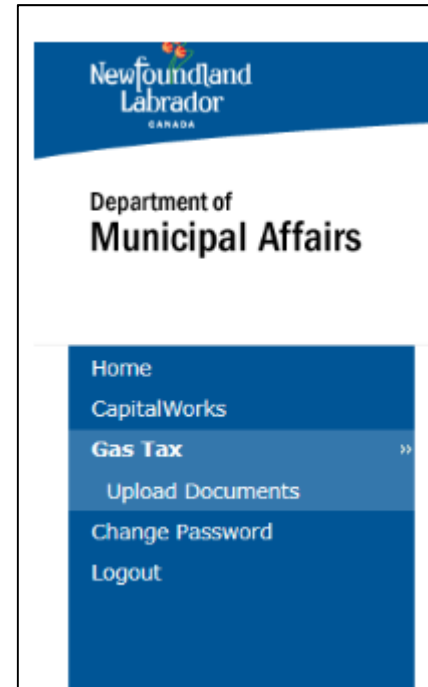 Newfoundland
Labrador
CANADA
Department of
Municipal Affairs
Home
CapitalWorks
Gas Tax »
Upload Documents
Change Password
Logout